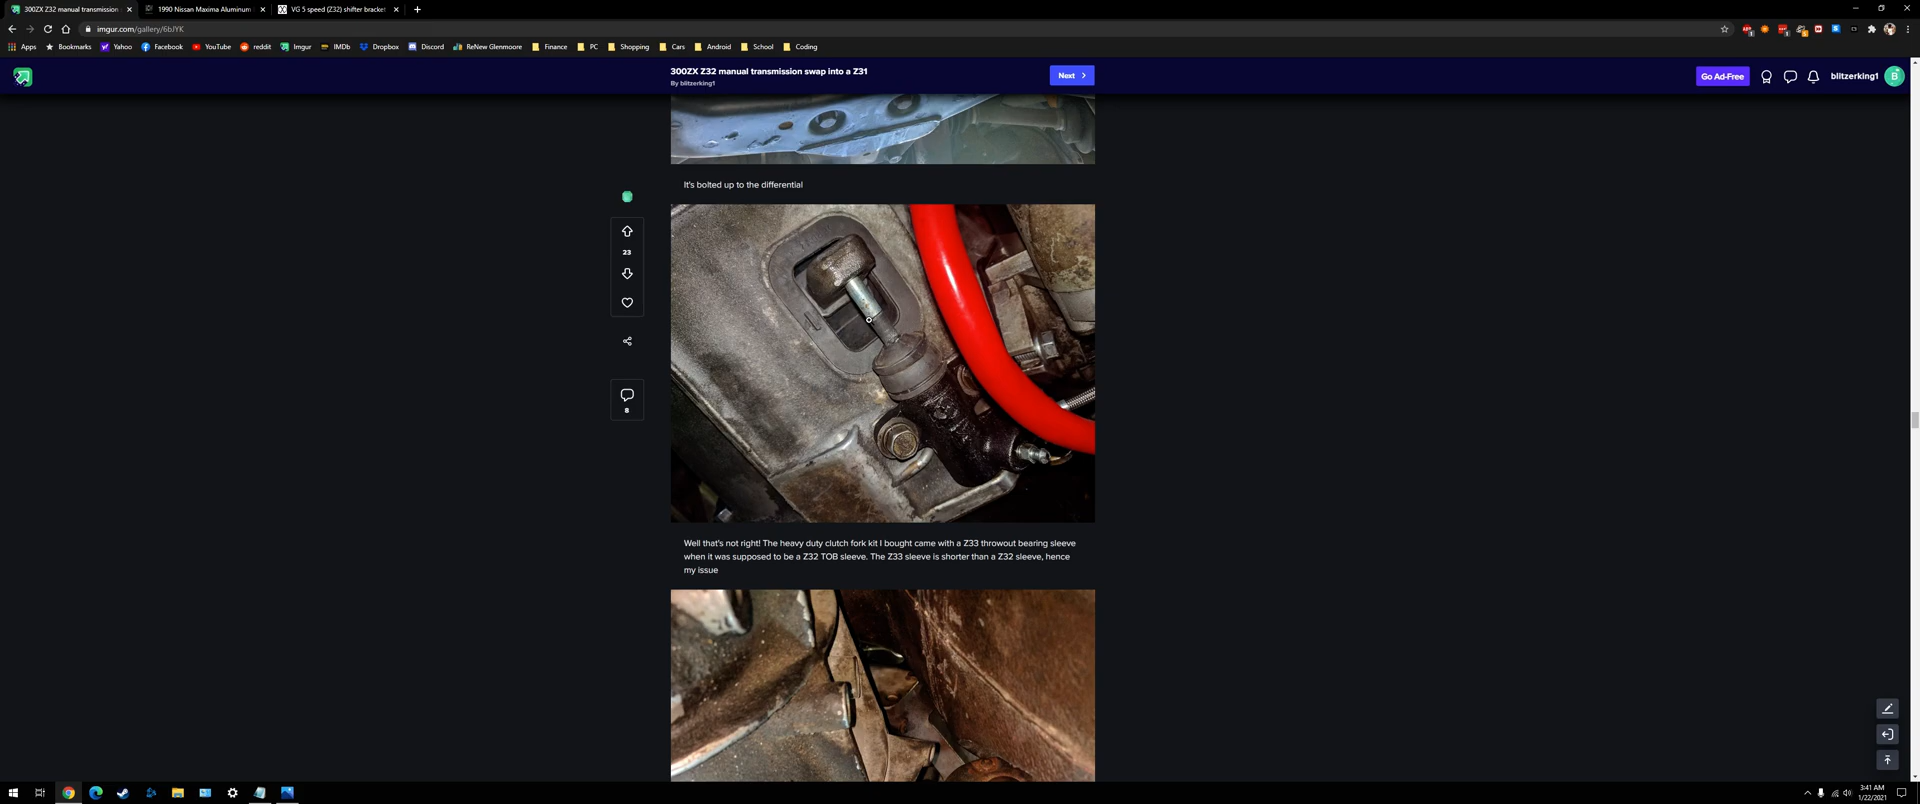 300ZX Z32 manual transmission
1990 Nissan Maxima Aluminum
VG 5 speed (Z32) shifter bracket
imgur.com/gallery/6bJYK
Apps Bookmarks Yahoo Facebook YouTube reddit Imgur IMDb Dropbox Discord ReNew Glenmoore Finance PC Shopping Cars Android School Coding
300ZX Z32 manual transmission swap into a Z31
By blitzerking1
Next
Go Ad-Free
blitzerking1
B
It's bolted up to the differential
23
8
Well that's not right! The heavy duty clutch fork kit I bought came with a Z33 throwout bearing sleeve
when it was supposed to be a Z32 TOB sleeve. The Z33 sleeve is shorter than a Z32 sleeve, hence
my issue
3:41 AM
1/22/2021